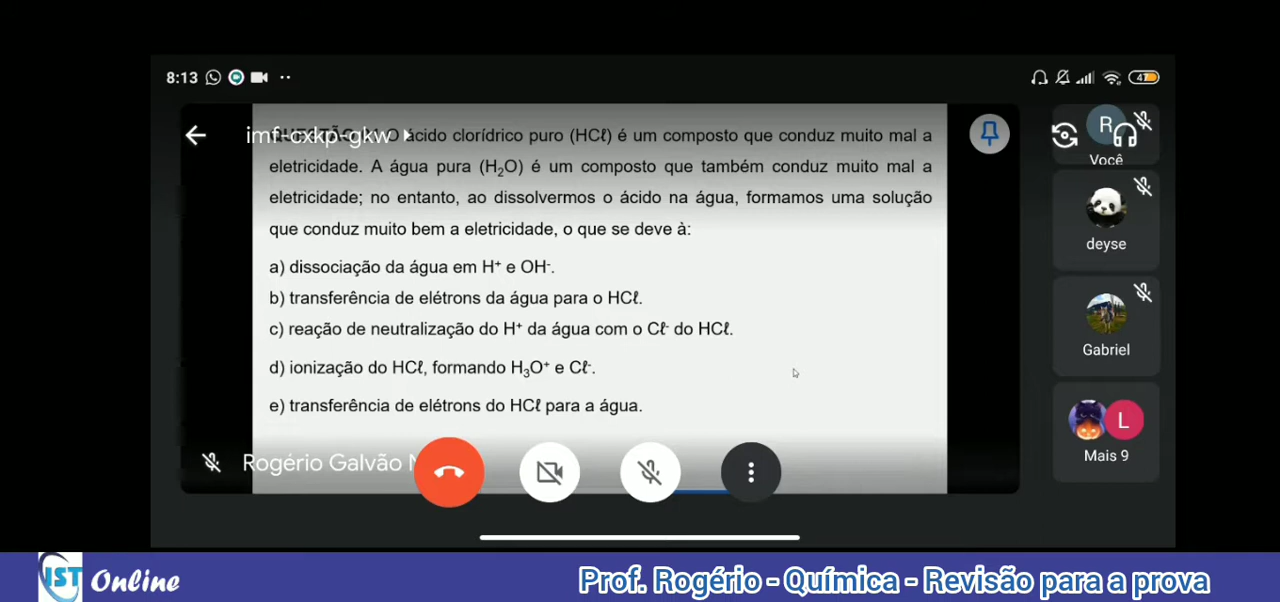 8:13
47
imf-cxkp-gkw
O ácido clorídrico puro (HCℓ) é um composto que conduz muito mal a
eletricidade. A água pura (H₂O) é um composto que também conduz muito mal a
eletricidade; no entanto, ao dissolvermos o ácido na água, formamos uma solução
que conduz muito bem a eletricidade, o que se deve à:
a) dissociação da água em H⁺ e OH⁻.
b) transferência de elétrons da água para o HCℓ.
c) reação de neutralização do H⁺ da água com o Cℓ⁻ do HCℓ.
d) ionização do HCℓ, formando H₃O⁺ e Cℓ⁻.
e) transferência de elétrons do HCℓ para a água.
Rogério Galvão
R
Você
deyse
Gabriel
L
Mais 9
IST Online
Prof. Rogério - Química - Revisão para a prova